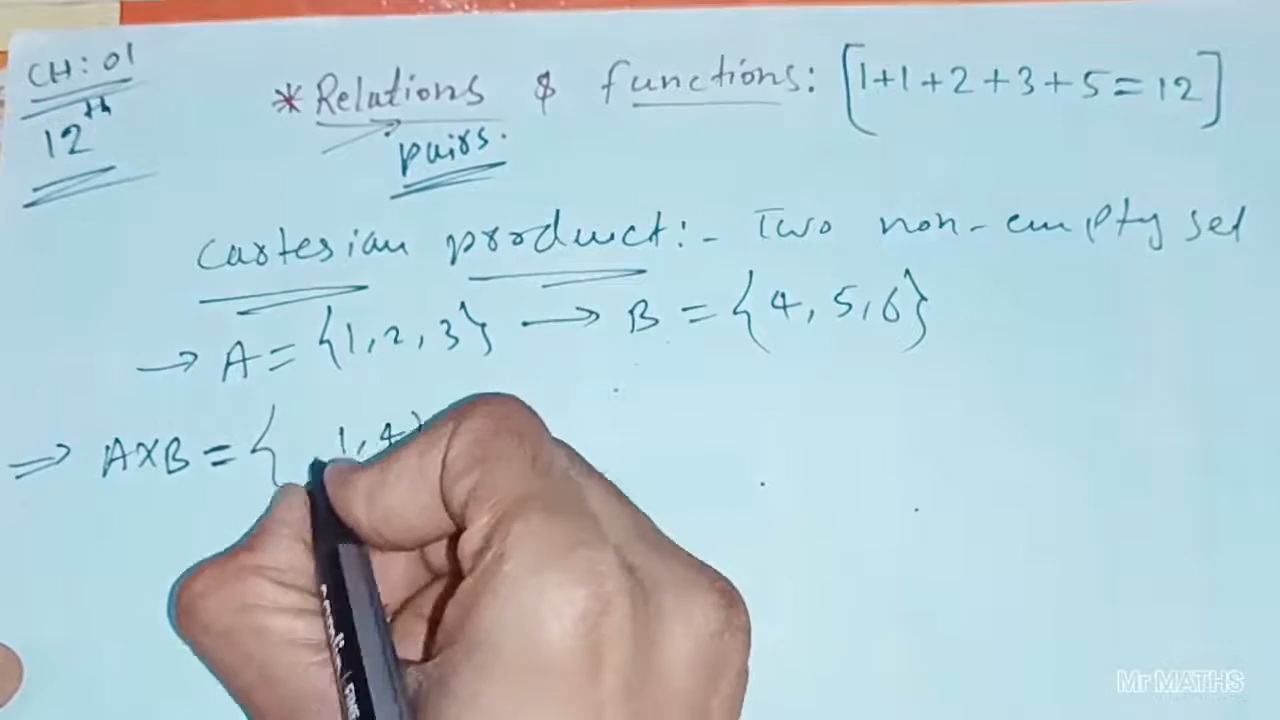 CH: 01
12th
*Relations & functions: [1+1+2+3+5=12]
pairs.
cartesian product:- Two non-empty set
→ A = {1,2,3} → B = {4,5,6}
⇒ A×B = { 1,4)
Mr MATHS